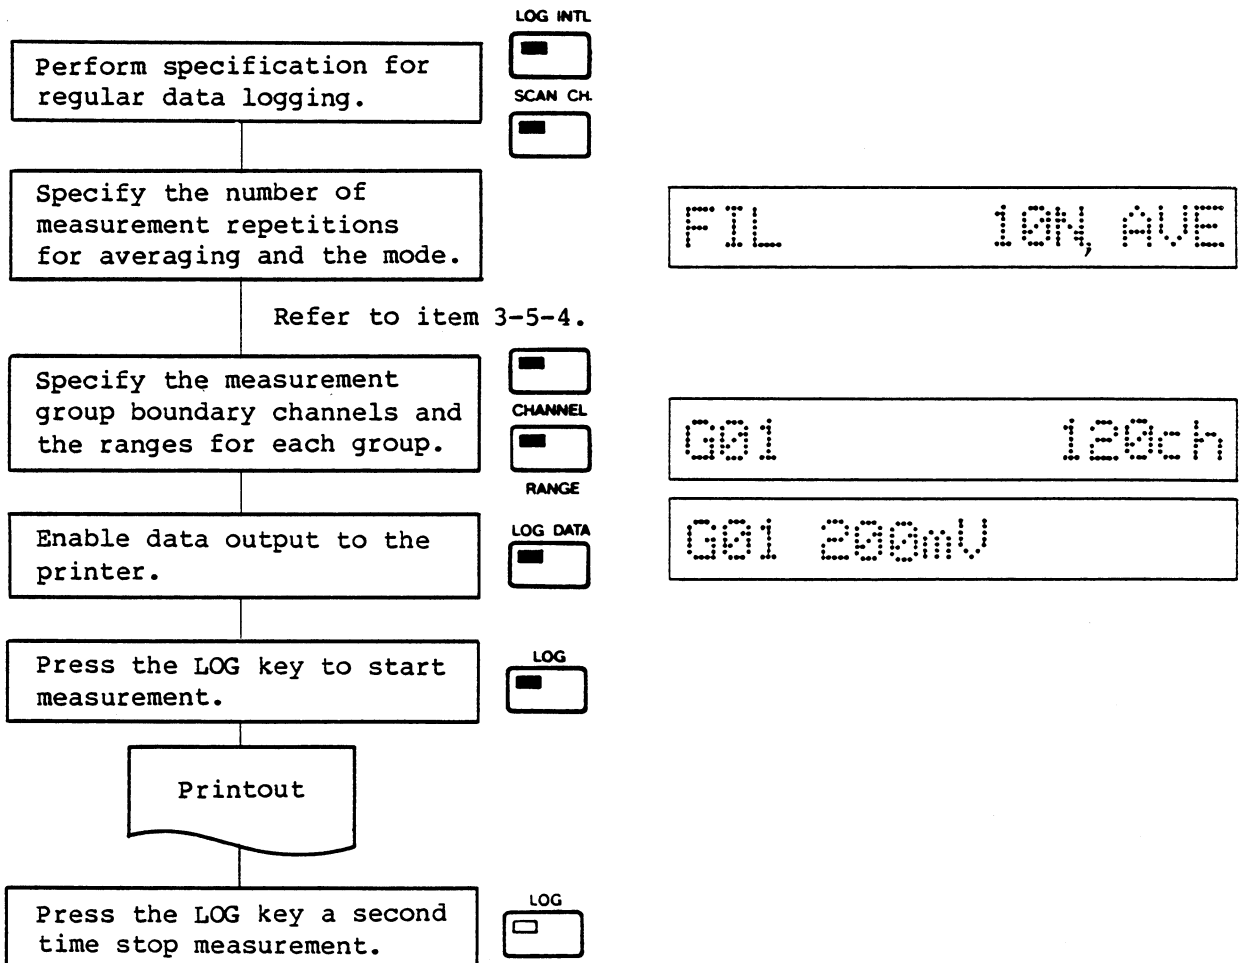 LOG INTL
Perform specification for
regular data logging.
SCAN CH.
Specify the number of
measurement repetitions
for averaging and the mode.
FIL 10N, AVE
Refer to item 3-5-4.
Specify the measurement
group boundary channels and
the ranges for each group.
CHANNEL
RANGE
G01 120ch
G01 200mV
Enable data output to the
printer.
LOG DATA
Press the LOG key to start
measurement.
LOG
Printout
Press the LOG key a second
time stop measurement.
LOG